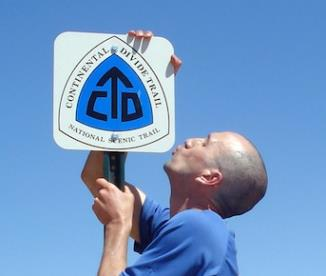 CONTINENTAL DIVIDE TRAIL
CDT
NATIONAL SCENIC TRAIL